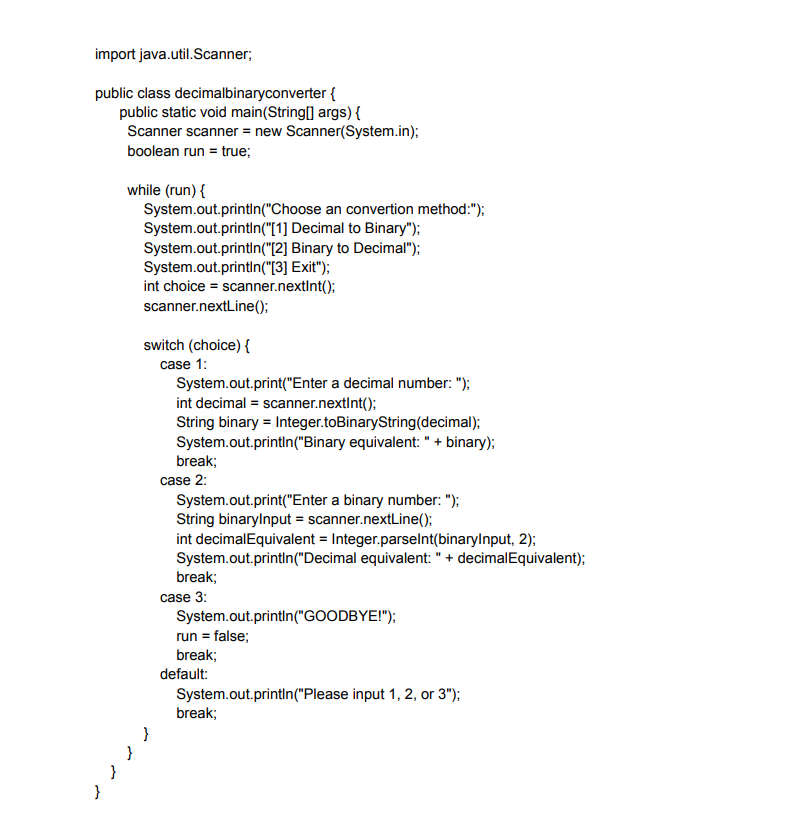 import java.util.Scanner;
public class decimalbinaryconverter {
public static void main(String[] args) {
Scanner scanner = new Scanner(System.in);
boolean run = true;
while (run) {
System.out.println("Choose an convertion method:");
System.out.println("[1] Decimal to Binary");
System.out.println("[2] Binary to Decimal");
System.out.println("[3] Exit");
int choice = scanner.nextInt();
scanner.nextLine();
switch (choice) {
case 1:
System.out.print("Enter a decimal number: ");
int decimal = scanner.nextInt();
String binary = Integer.toBinaryString(decimal);
System.out.println("Binary equivalent: " + binary);
break;
case 2:
System.out.print("Enter a binary number: ");
String binaryInput = scanner.nextLine();
int decimalEquivalent = Integer.parseInt(binaryInput, 2);
System.out.println("Decimal equivalent: " + decimalEquivalent);
break;
case 3:
System.out.println("GOODBYE!");
run = false;
break;
default:
System.out.println("Please input 1, 2, or 3");
break;
}
}
}
}